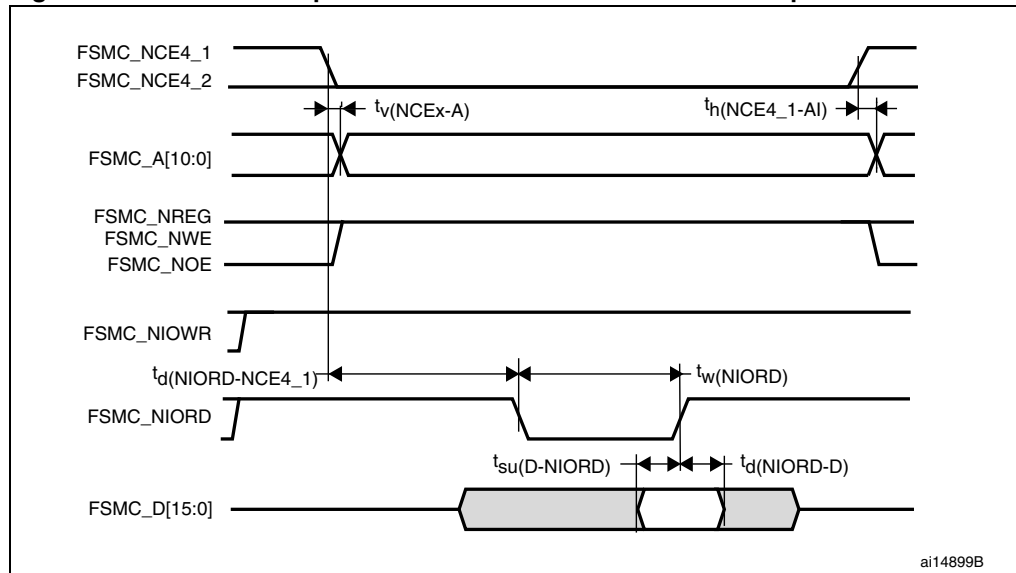 FSMC_NCE4_1
FSMC_NCE4_2
tv(NCEx-A)
th(NCE4_1-AI)
FSMC_A[10:0]
FSMC_NREG
FSMC_NWE
FSMC_NOE
FSMC_NIOWR
td(NIORD-NCE4_1)
tw(NIORD)
FSMC_NIORD
tsu(D-NIORD)
td(NIORD-D)
FSMC_D[15:0]
ai14899B